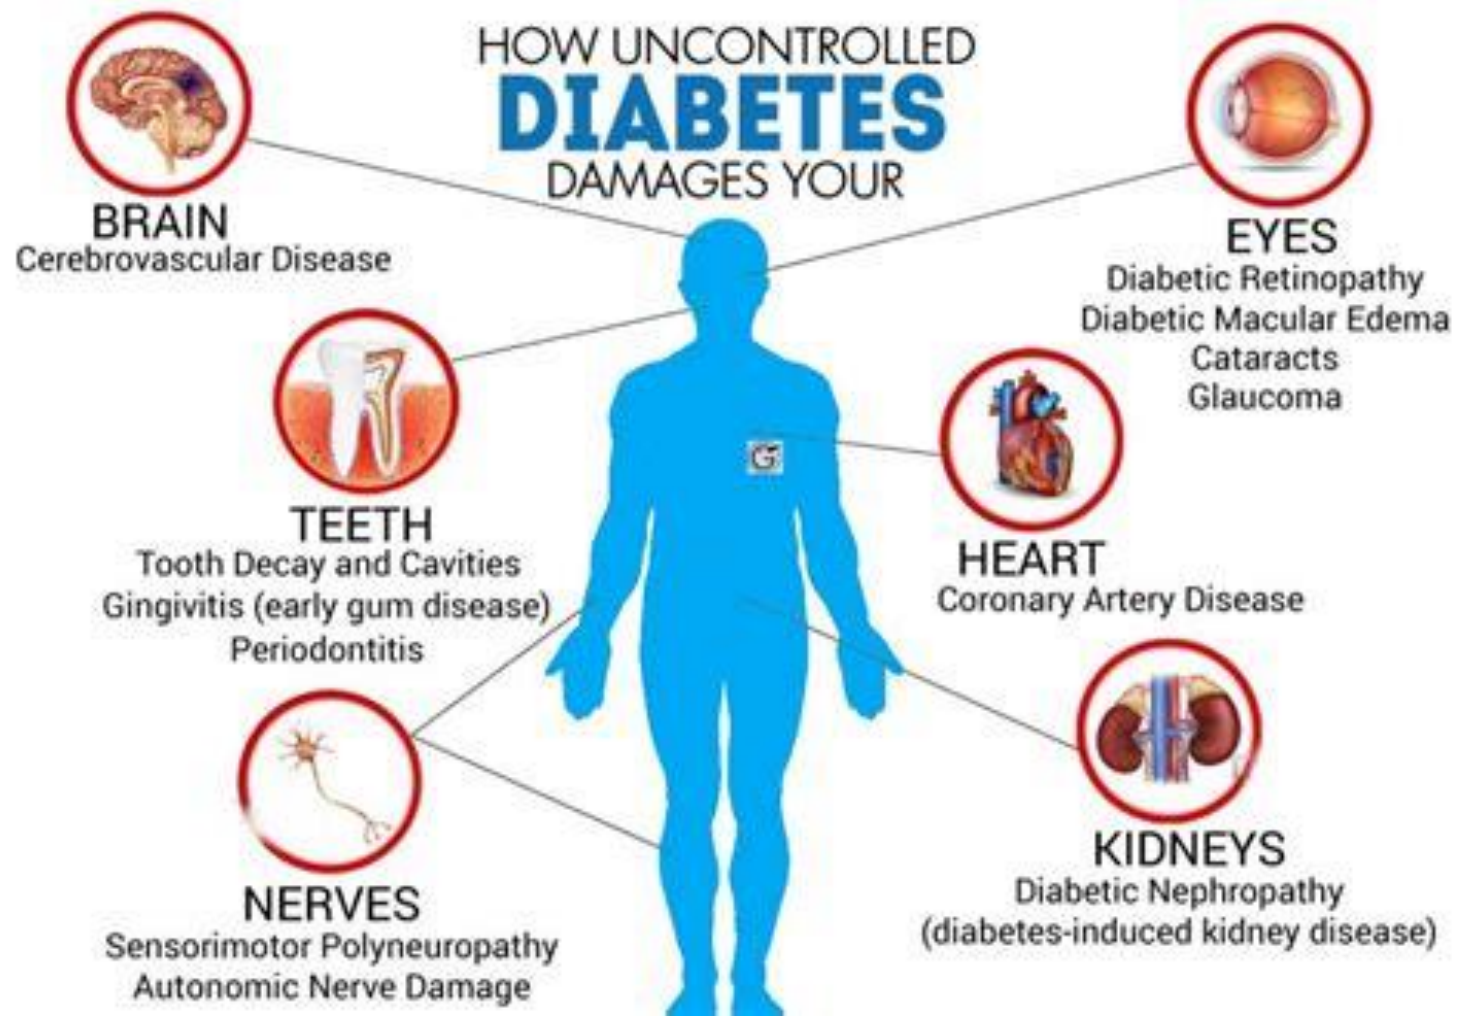 HOW UNCONTROLLED
DIABETES
DAMAGES YOUR
BRAIN
Cerebrovascular Disease
EYES
Diabetic Retinopathy
Diabetic Macular Edema
Cataracts
Glaucoma
TEETH
Tooth Decay and Cavities
Gingivitis (early gum disease)
Periodontitis
G
HEART
Coronary Artery Disease
NERVES
Sensorimotor Polyneuropathy
Autonomic Nerve Damage
KIDNEYS
Diabetic Nephropathy
(diabetes-induced kidney disease)